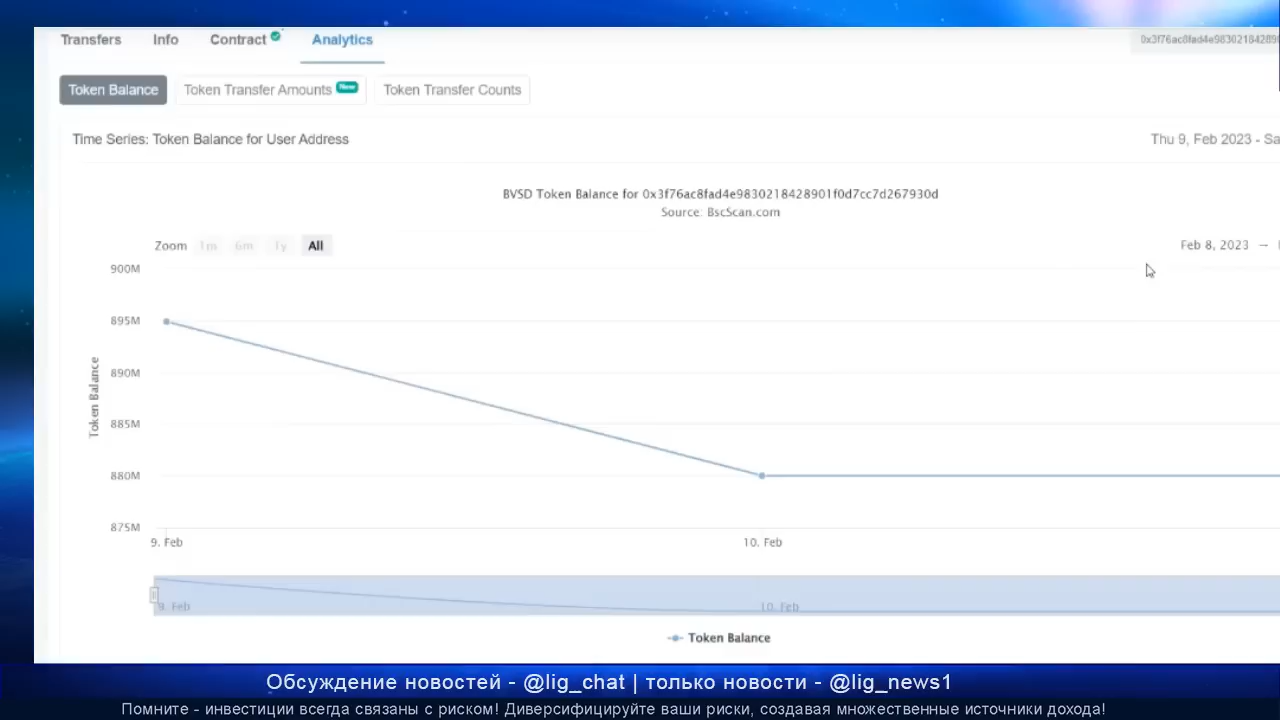 Transfers Info Contract Analytics
Token Balance Token Transfer Amounts New Token Transfer Counts
Time Series: Token Balance for User Address
Thu 9, Feb 2023 - Sa
BVSD Token Balance for 0x3f76ac8fad4e9830218428901f0d7cc7d267930d
Source: BscScan.com
Zoom 1m 6m 1y All
Feb 8, 2023 →
900M
895M
890M
885M
880M
875M
Token Balance
9. Feb 10. Feb
9. Feb 10. Feb
Token Balance
Обсуждение новостей - @lig_chat | только новости - @lig_news1
Помните - инвестиции всегда связаны с риском! Диверсифицируйте ваши риски, создавая множественные источники дохода!